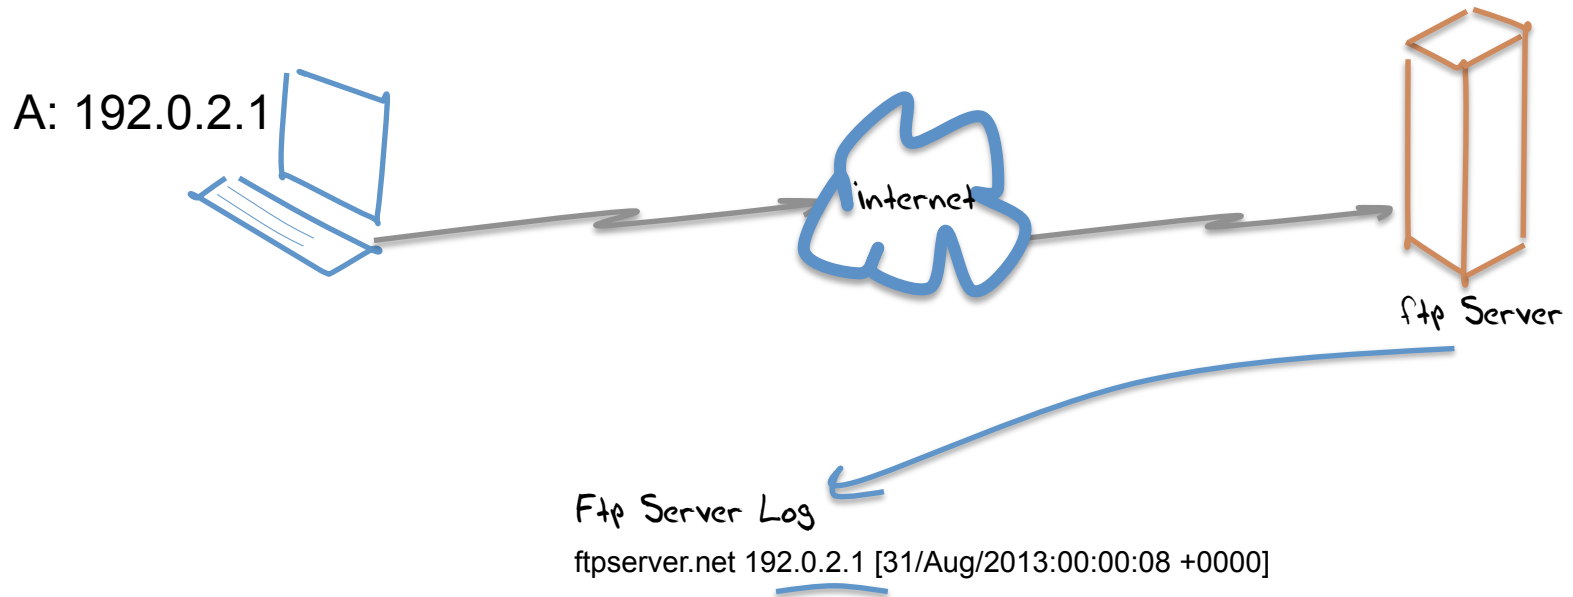 A: 192.0.2.1
internet
ftp Server
Ftp Server Log
ftpserver.net 192.0.2.1 [31/Aug/2013:00:00:08 +0000]